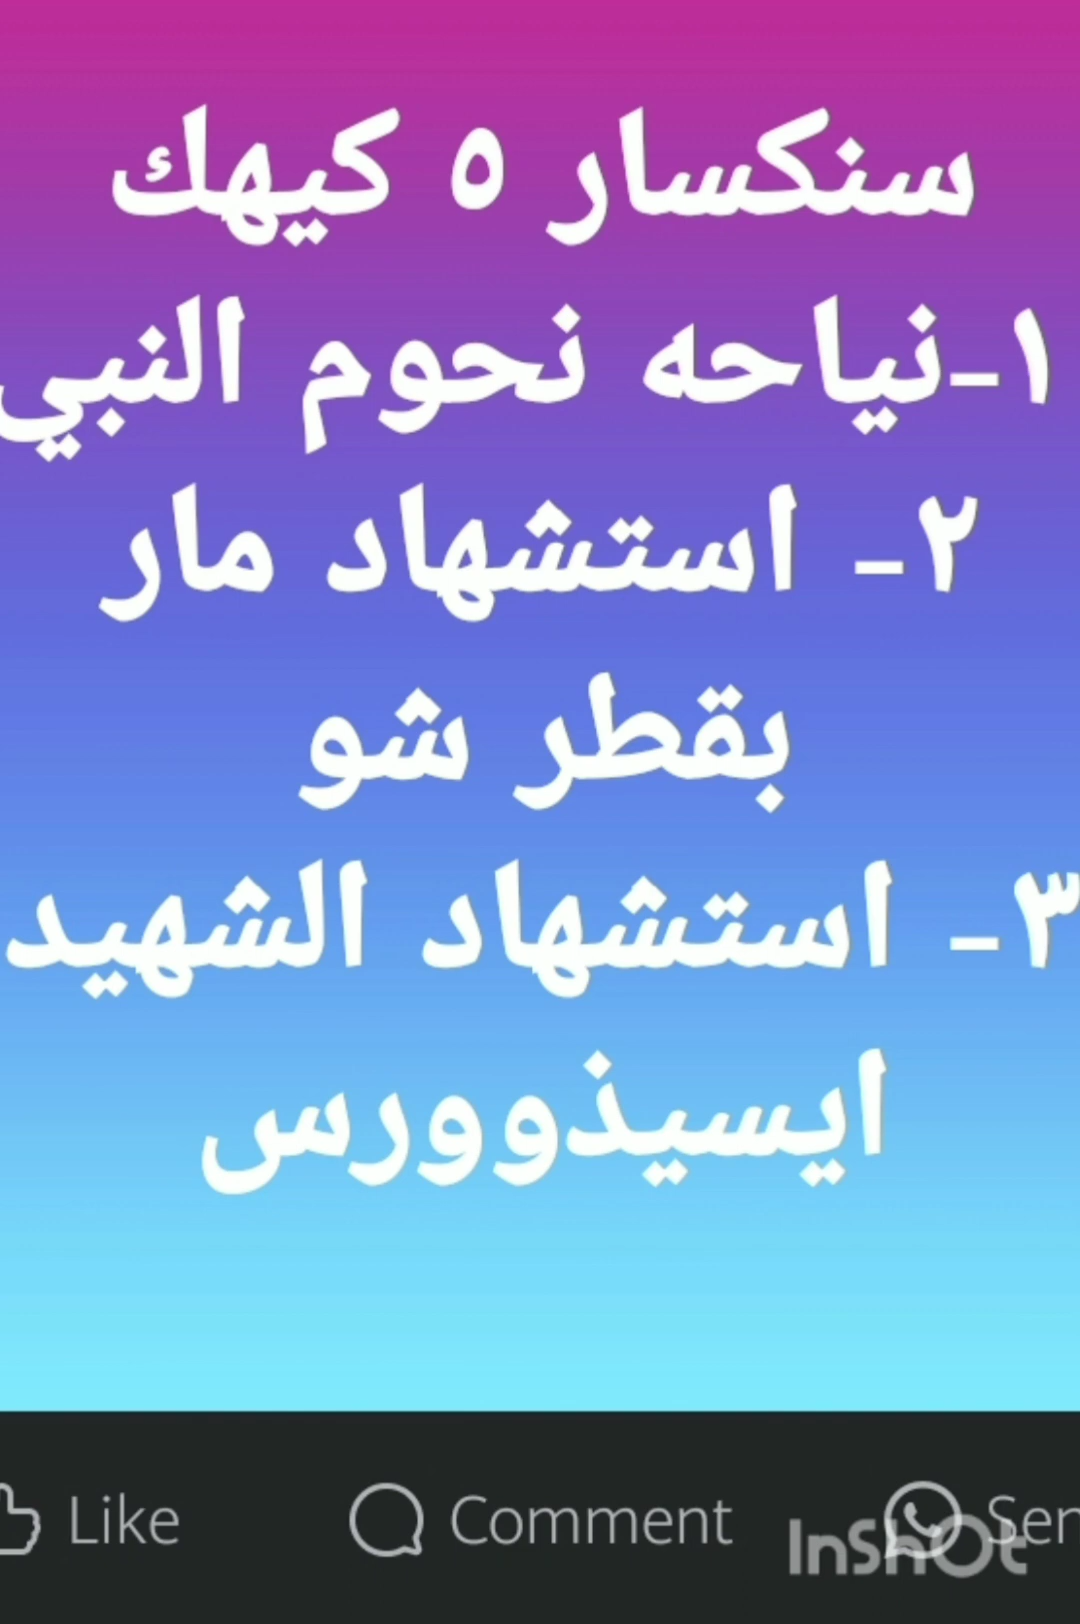 سنكسار ٥ كيهك
١-نياحه نحوم النبي
٢- استشهاد مار
بقطر شو
٣- استشهاد الشهيد
ايسيذوورس
Like Comment
InShOt